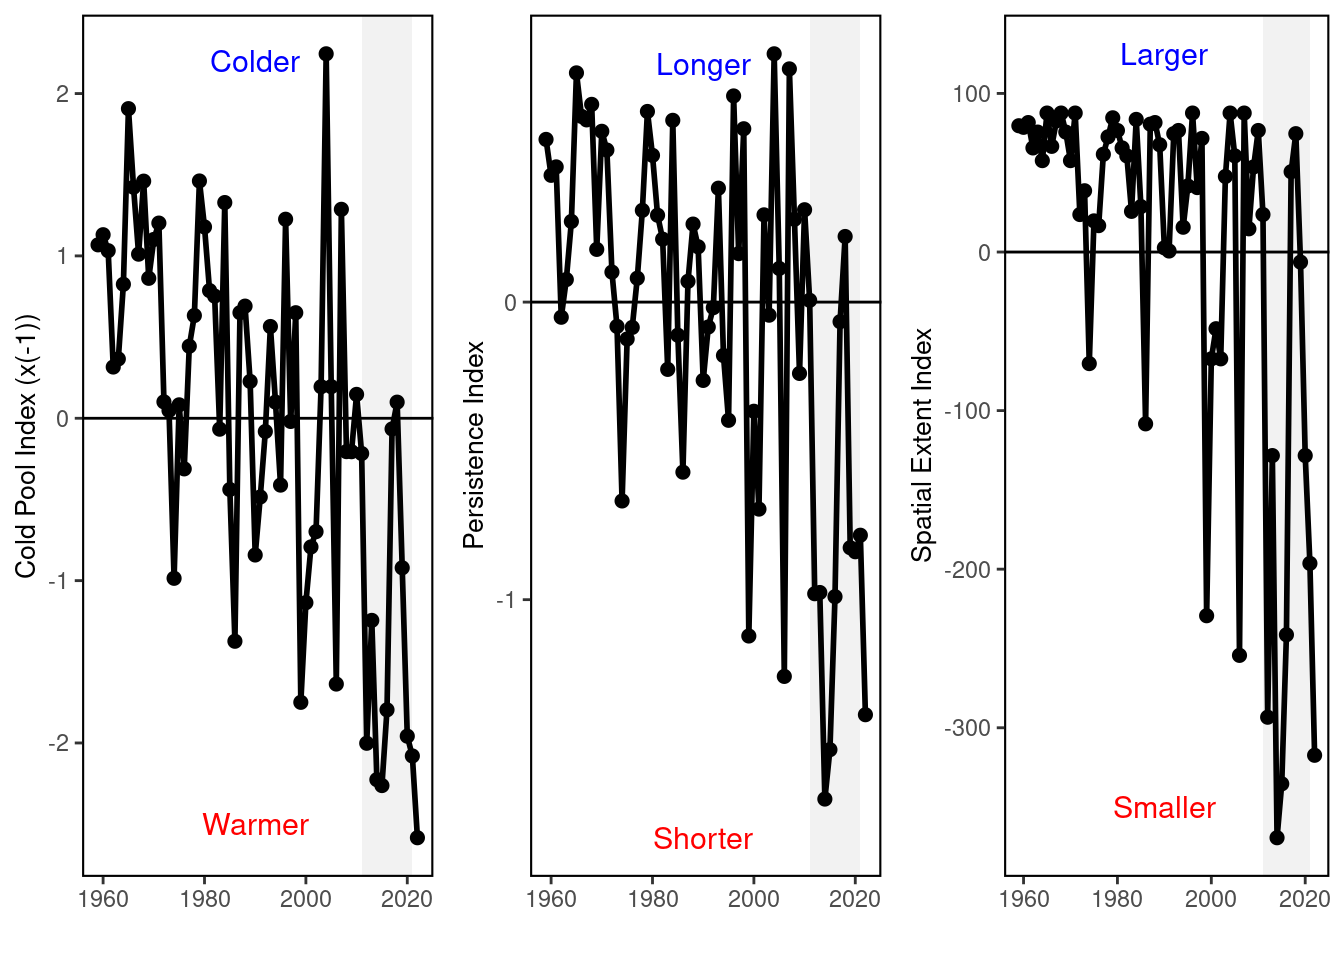 Cold Pool Index (x(-1))
2
1
0
-1
-2
Colder
Warmer
1960 1980 2000 2020
Persistence Index
0
-1
Longer
Shorter
1960 1980 2000 2020
Spatial Extent Index
100
0
-100
-200
-300
Larger
Smaller
1960 1980 2000 2020